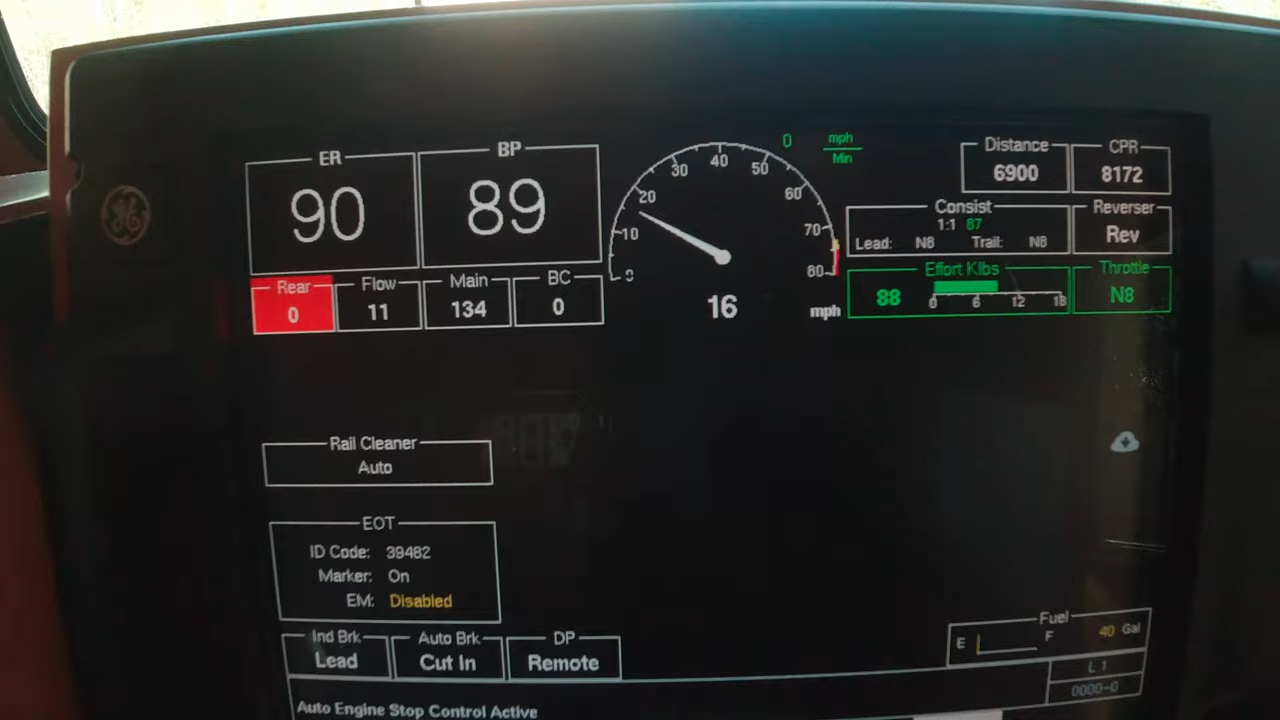 ER
90
BP
89
Rear
0
Flow
11
Main
134
BC
0
0 10 20 30 40 50 60 70 80
16
mph
0 mph
Min
Distance
6900
CPR
8172
Consist
1:1 87
Lead: N8 Trail: N8
Reverser
Rev
Effort Klbs
88
0 6 12 18
Throttle
N8
Rail Cleaner
Auto
EOT
ID Code: 39482
Marker: On
EM: Disabled
Ind Brk
Lead
Auto Brk
Cut In
DP
Remote
Fuel
E F 40 Gal
L 1
0000-0
Auto Engine Stop Control Active